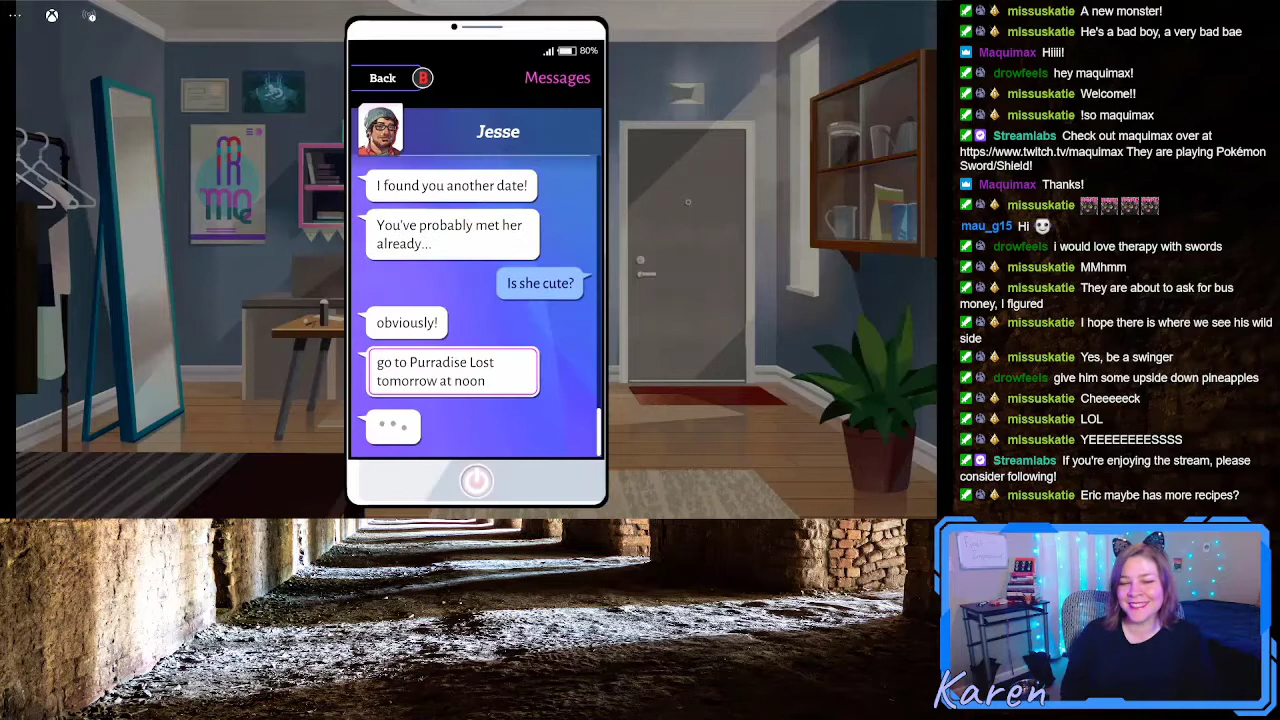 80%
Back B
Messages
Jesse
I found you another date!
You've probably met her
already...
Is she cute?
obviously!
go to Purradise Lost
tomorrow at noon
missuskatie A new monster!
missuskatie He's a bad boy, a very bad bae
Maquimax Hiiii!
drowfeels hey maquimax!
missuskatie Welcome!!
missuskatie !so maquimax
Streamlabs Check out maquimax over at
https://www.twitch.tv/maquimax They are playing Pokémon
Sword/Shield!
Maquimax Thanks!
missuskatie
mau_g15 Hi
drowfeels i would love therapy with swords
missuskatie MMhmm
missuskatie They are about to ask for bus
money, I figured
missuskatie I hope there is where we see his wild
side
missuskatie Yes, be a swinger
drowfeels give him some upside down pineapples
missuskatie Cheeeeeck
missuskatie LOL
missuskatie YEEEEEEEESSSS
Streamlabs If you're enjoying the stream, please
consider following!
missuskatie Eric maybe has more recipes?
Karen